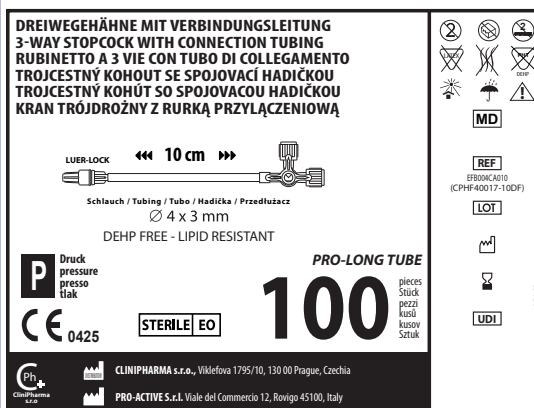 DREIWEGEHÄHNE MIT VERBINDUNGSLEITUNG
3-WAY STOPCOCK WITH CONNECTION TUBING
RUBINETTO A 3 VIE CON TUBO DI COLLEGAMENTO
TROJCESTNÝ KOHOUT SE SPOJOVACÍ HADIČKOU
TROJCESTNÝ KOHÚT SO SPOJOVACOU HADIČKOU
KRAN TRÓJDROŻNY Z RURKĄ PRZYLĄCZENIOWĄ
LUER-LOCK
10 cm
Schlauch / Tubing / Tubo / Hadička / Przedłużacz
∅ 4 x 3 mm
DEHP FREE - LIPID RESISTANT
P
Druck
pressure
presso
tlak
PRO-LONG TUBE
100
pieces
Stück
pezzi
kusů
kusov
Sztuk
CE 0425
STERILE EO
Ph
CliniPharma
s.r.o
CLINIPHARMA s.r.o., Viklefova 1795/10, 130 00 Prague, Czechia
PRO-ACTIVE S.r.l. Viale del Commercio 12, Rovigo 45100, Italy
2
LATEX
DEHP
MD
REF
EFB004CA010
(CPHF40017-10DF)
LOT
UDI